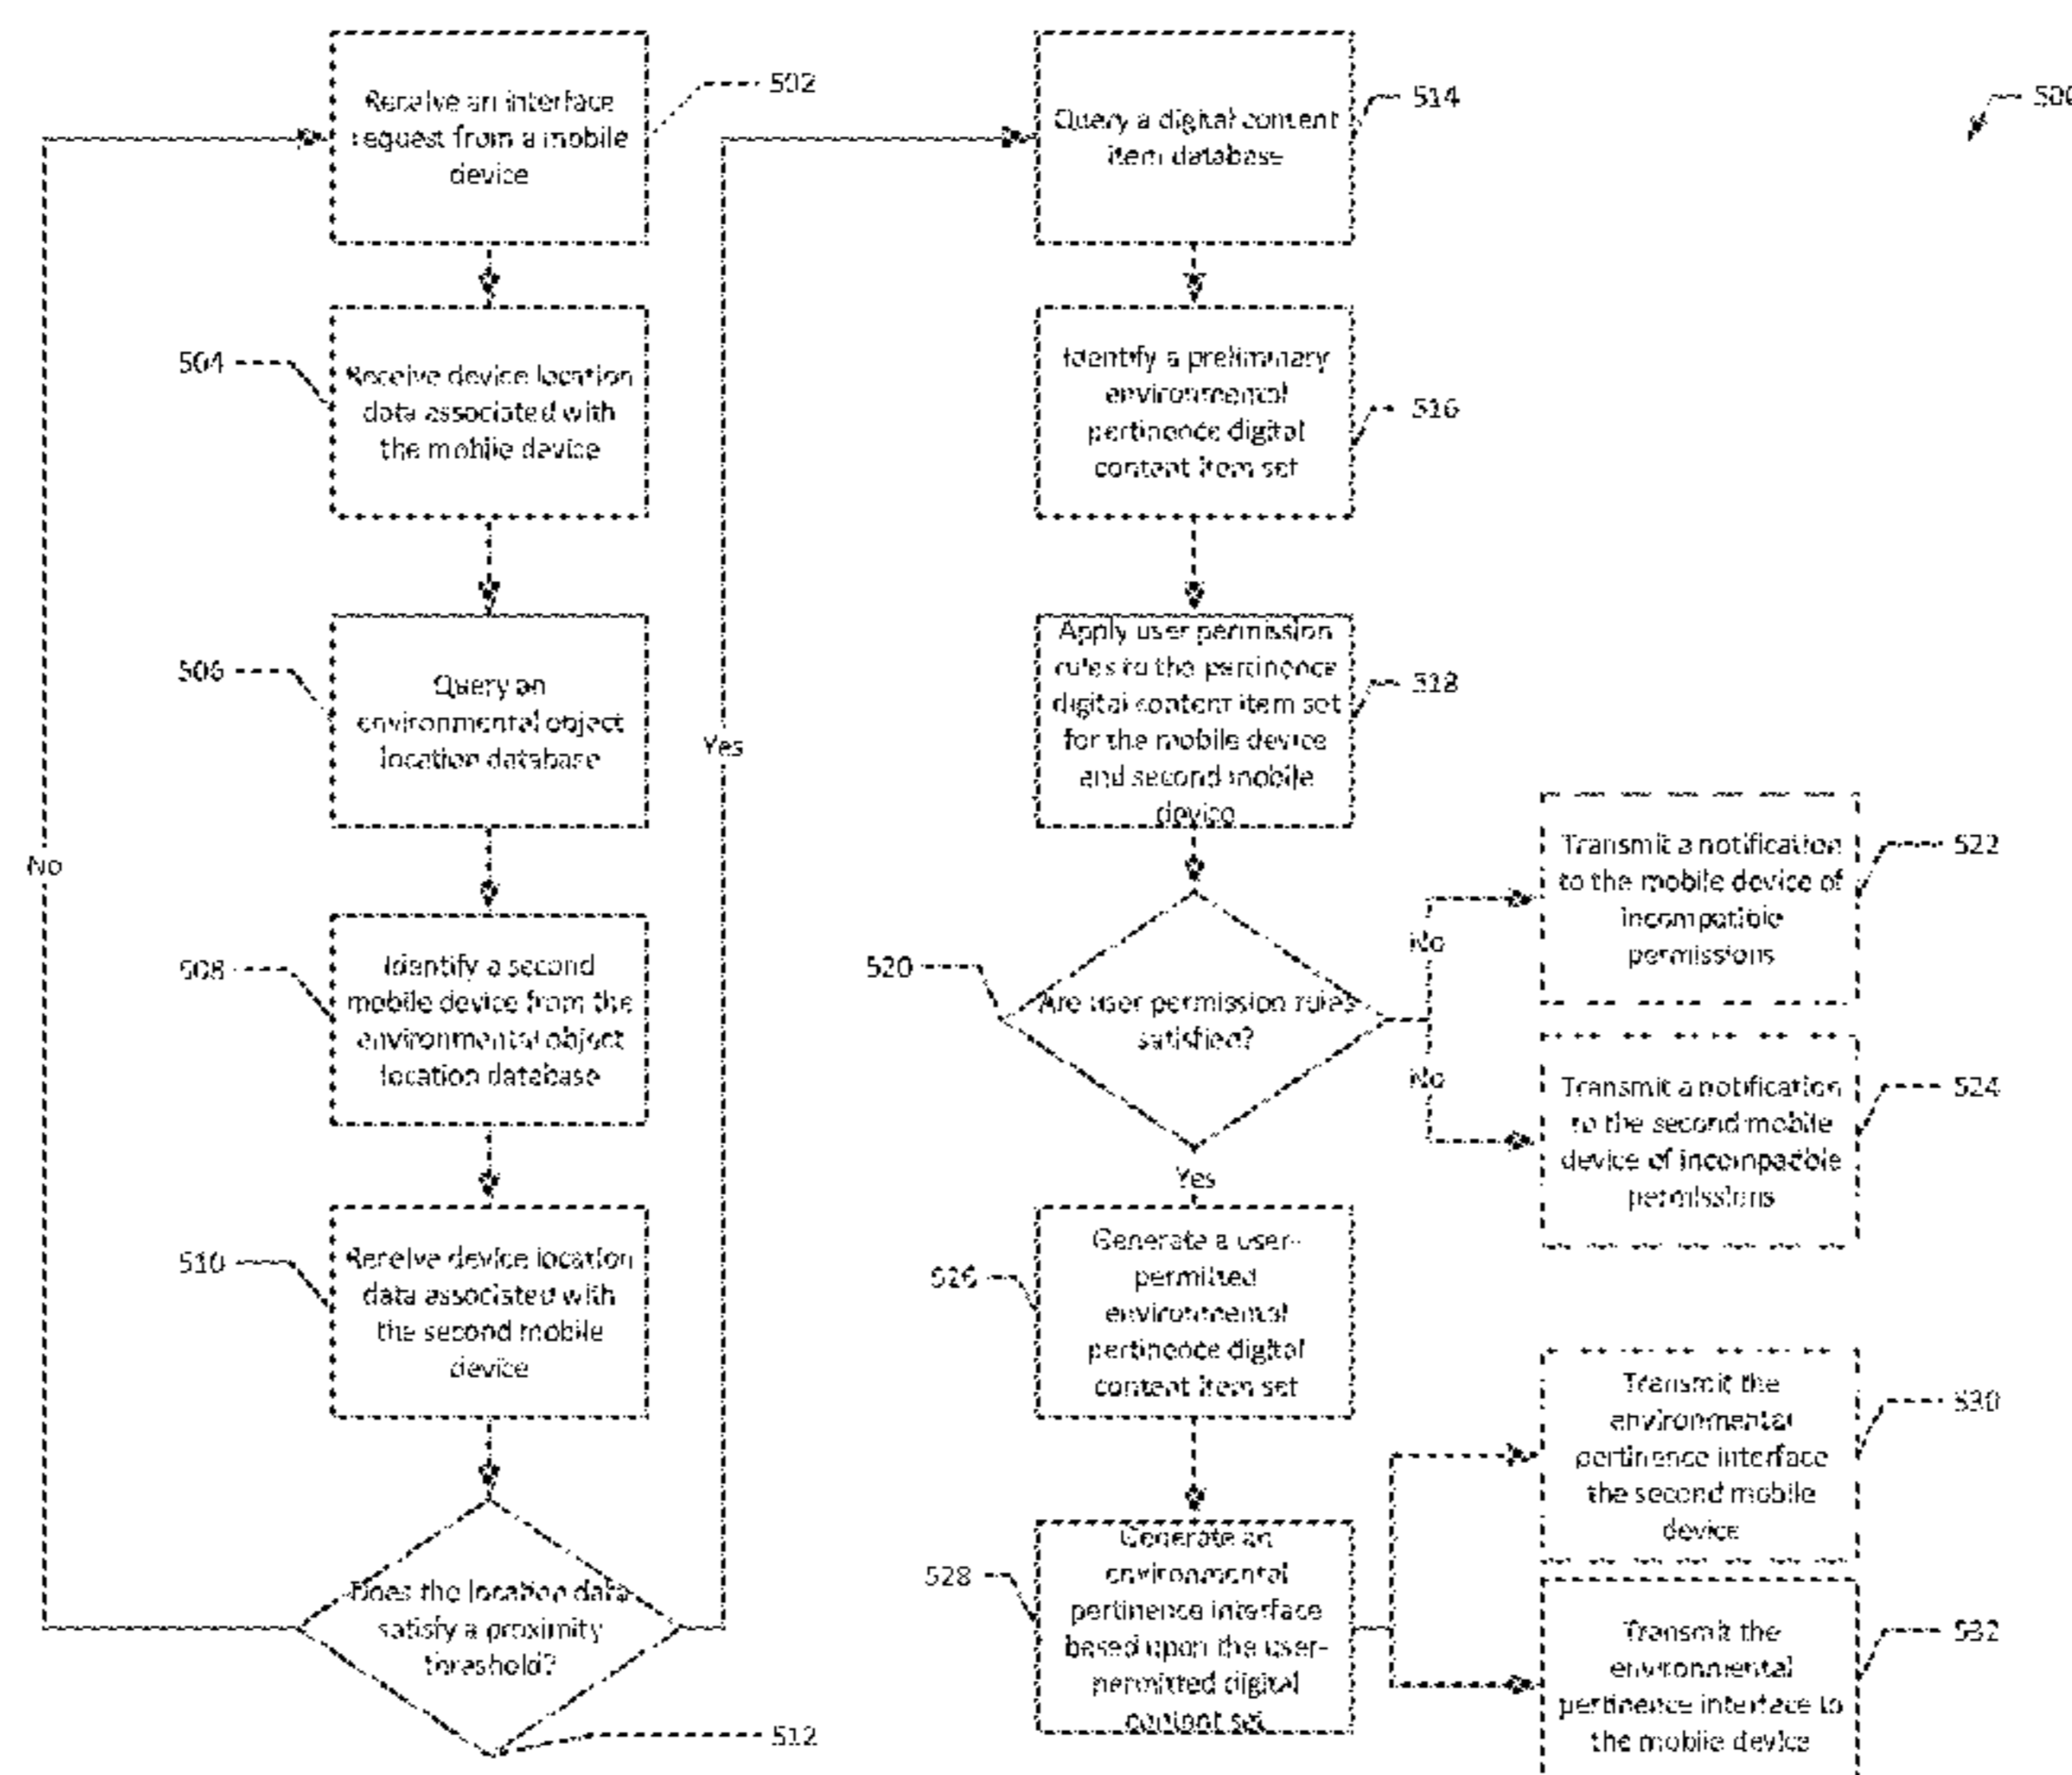 Receive an interface
request from a mobile
device
502
504
Receive device location
data associated with
the mobile device
506
Query an
environmental object
location database
508
Identify a second
mobile device from the
environmental object
location database
510
Receive device location
data associated with
the second mobile
device
Does the location data
satisfy a proximity
threshold?
512
No
Yes
Query a digital content
item database
514
500
Identify a preliminary
environmental
pertinence digital
content item set
516
Apply user permission
rules to the pertinence
digital content item set
for the mobile device
and second mobile
device
518
520
Are user permission rules
satisfied?
No
No
Yes
Transmit a notification
to the mobile device of
incompatible
permissions
522
Transmit a notification
to the second mobile
device of incompatible
permissions
524
526
Generate a user-
permitted
environmental
pertinence digital
content item set
528
Generate an
environmental
pertinence interface
based upon the user-
permitted digital
content set
Transmit the
environmental
pertinence interface
the second mobile
device
530
Transmit the
environmental
pertinence interface to
the mobile device
532